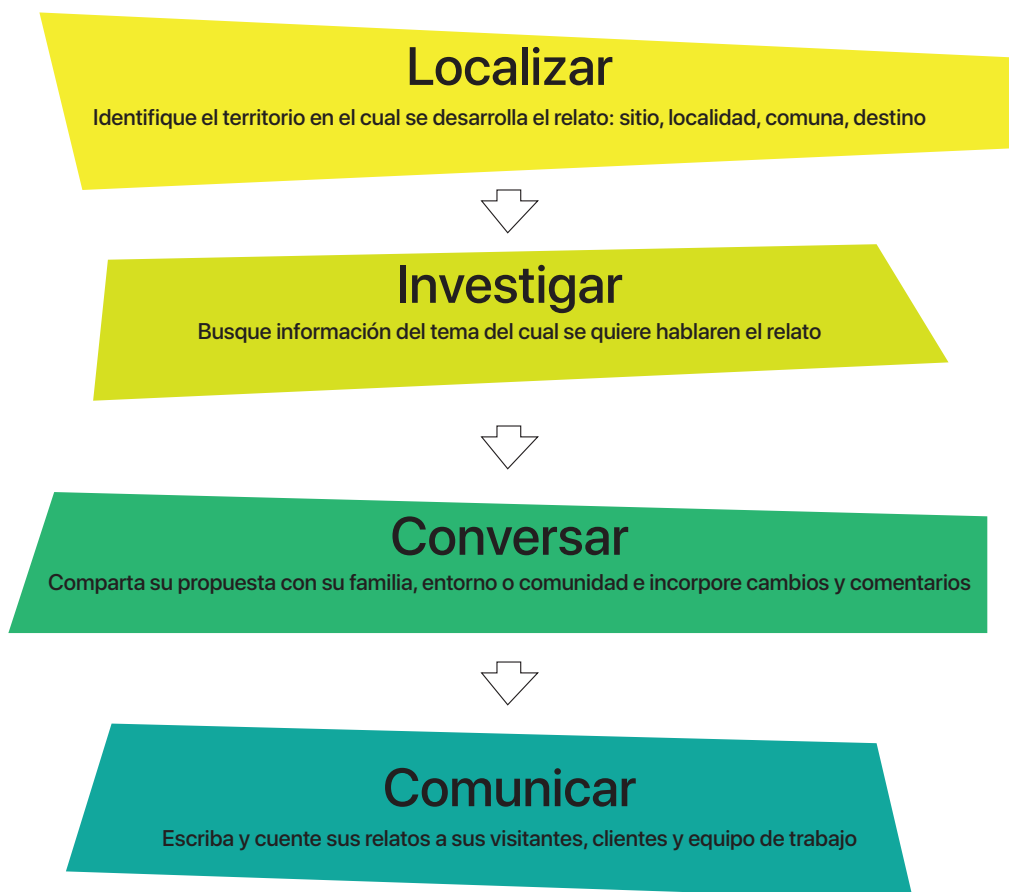 Localizar
Identifique el territorio en el cual se desarrolla el relato: sitio, localidad, comuna, destino
Investigar
Busque información del tema del cual se quiere hablaren el relato
Conversar
Comparta su propuesta con su familia, entorno o comunidad e incorpore cambios y comentarios
Comunicar
Escriba y cuente sus relatos a sus visitantes, clientes y equipo de trabajo